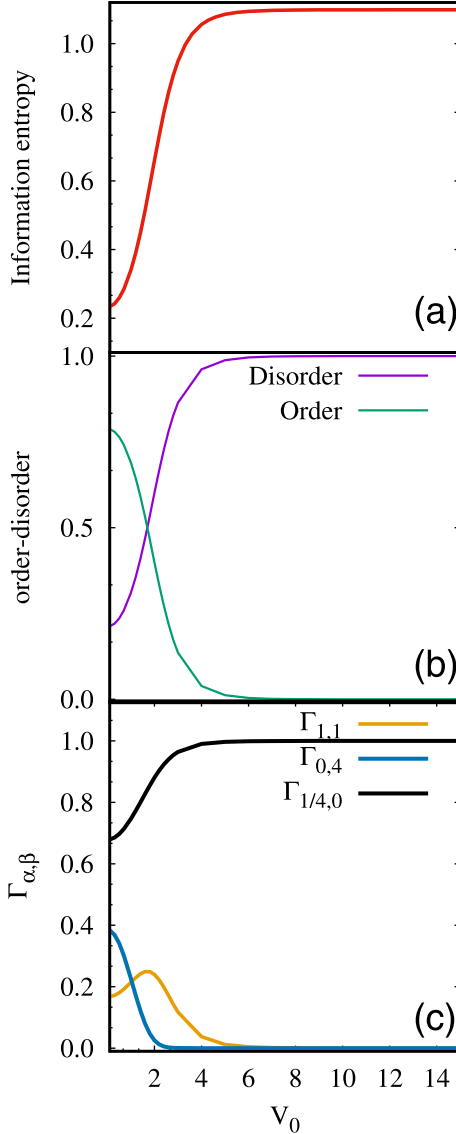 Information entropy
1.0
0.8
0.6
0.4
0.2
(a)
order-disorder
1.0
0.5
0.0
Disorder
Order
(b)
Γα,β
1.0
0.8
0.6
0.4
0.2
0.0
Γ1,1
Γ0,4
Γ1/4,0
(c)
2 4 6 8 10 12 14
V0